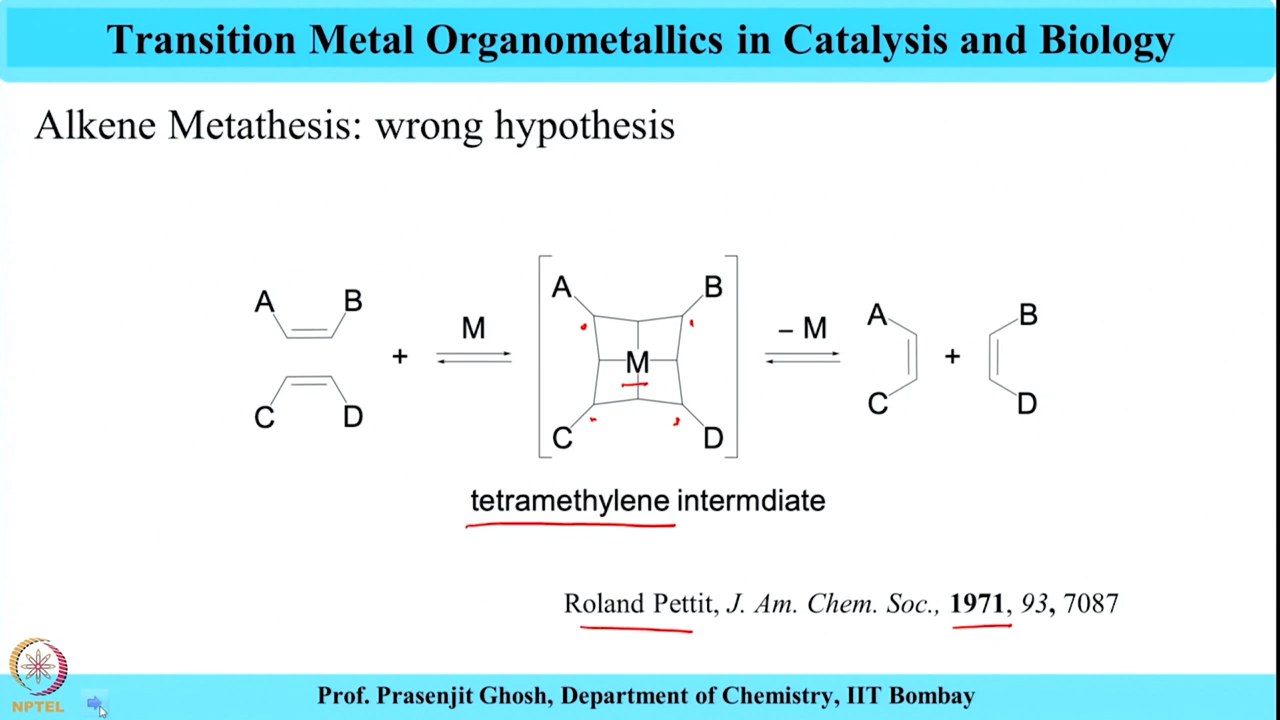 Transition Metal Organometallics in Catalysis and Biology
Alkene Metathesis: wrong hypothesis
A B
C D
+
M
A B
M
C D
– M
A
C
+
B
D
tetramethylene intermdiate
Roland Pettit, J. Am. Chem. Soc., 1971, 93, 7087
NPTEL
Prof. Prasenjit Ghosh, Department of Chemistry, IIT Bombay